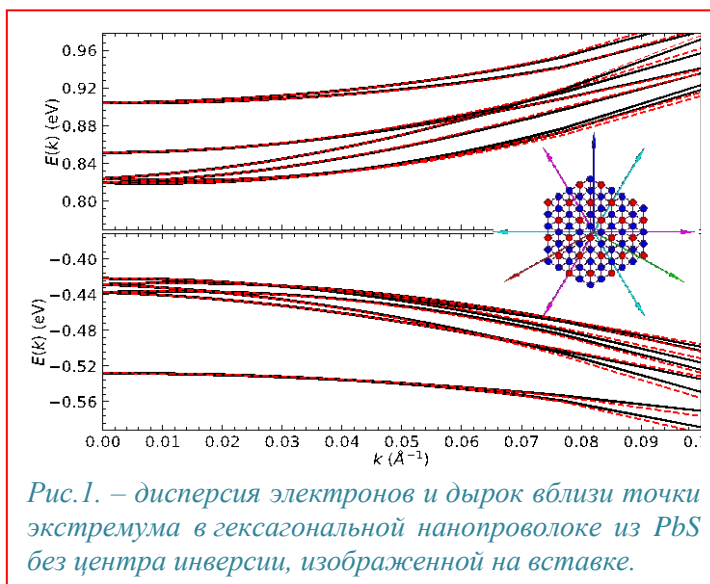 0.96
0.92
0.88
0.84
0.80
E(k) (eV)
−0.40
−0.44
−0.48
−0.52
−0.56
E(k) (eV)
0.00 0.01 0.02 0.03 0.04 0.05 0.06 0.07 0.08 0.09 0.1
k (Å⁻¹)
Рис.1. – дисперсия электронов и дырок вблизи точки
экстремума в гексагональной нанопроволоке из PbS
без центра инверсии, изображенной на вставке.